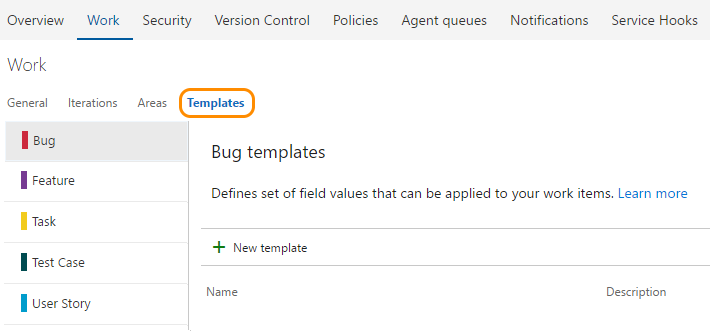 Overview Work Security Version Control Policies Agent queues Notifications Service Hooks
Work
General Iterations Areas Templates
Bug
Feature
Task
Test Case
User Story
Bug templates
Defines set of field values that can be applied to your work items. Learn more
+ New template
Name Description